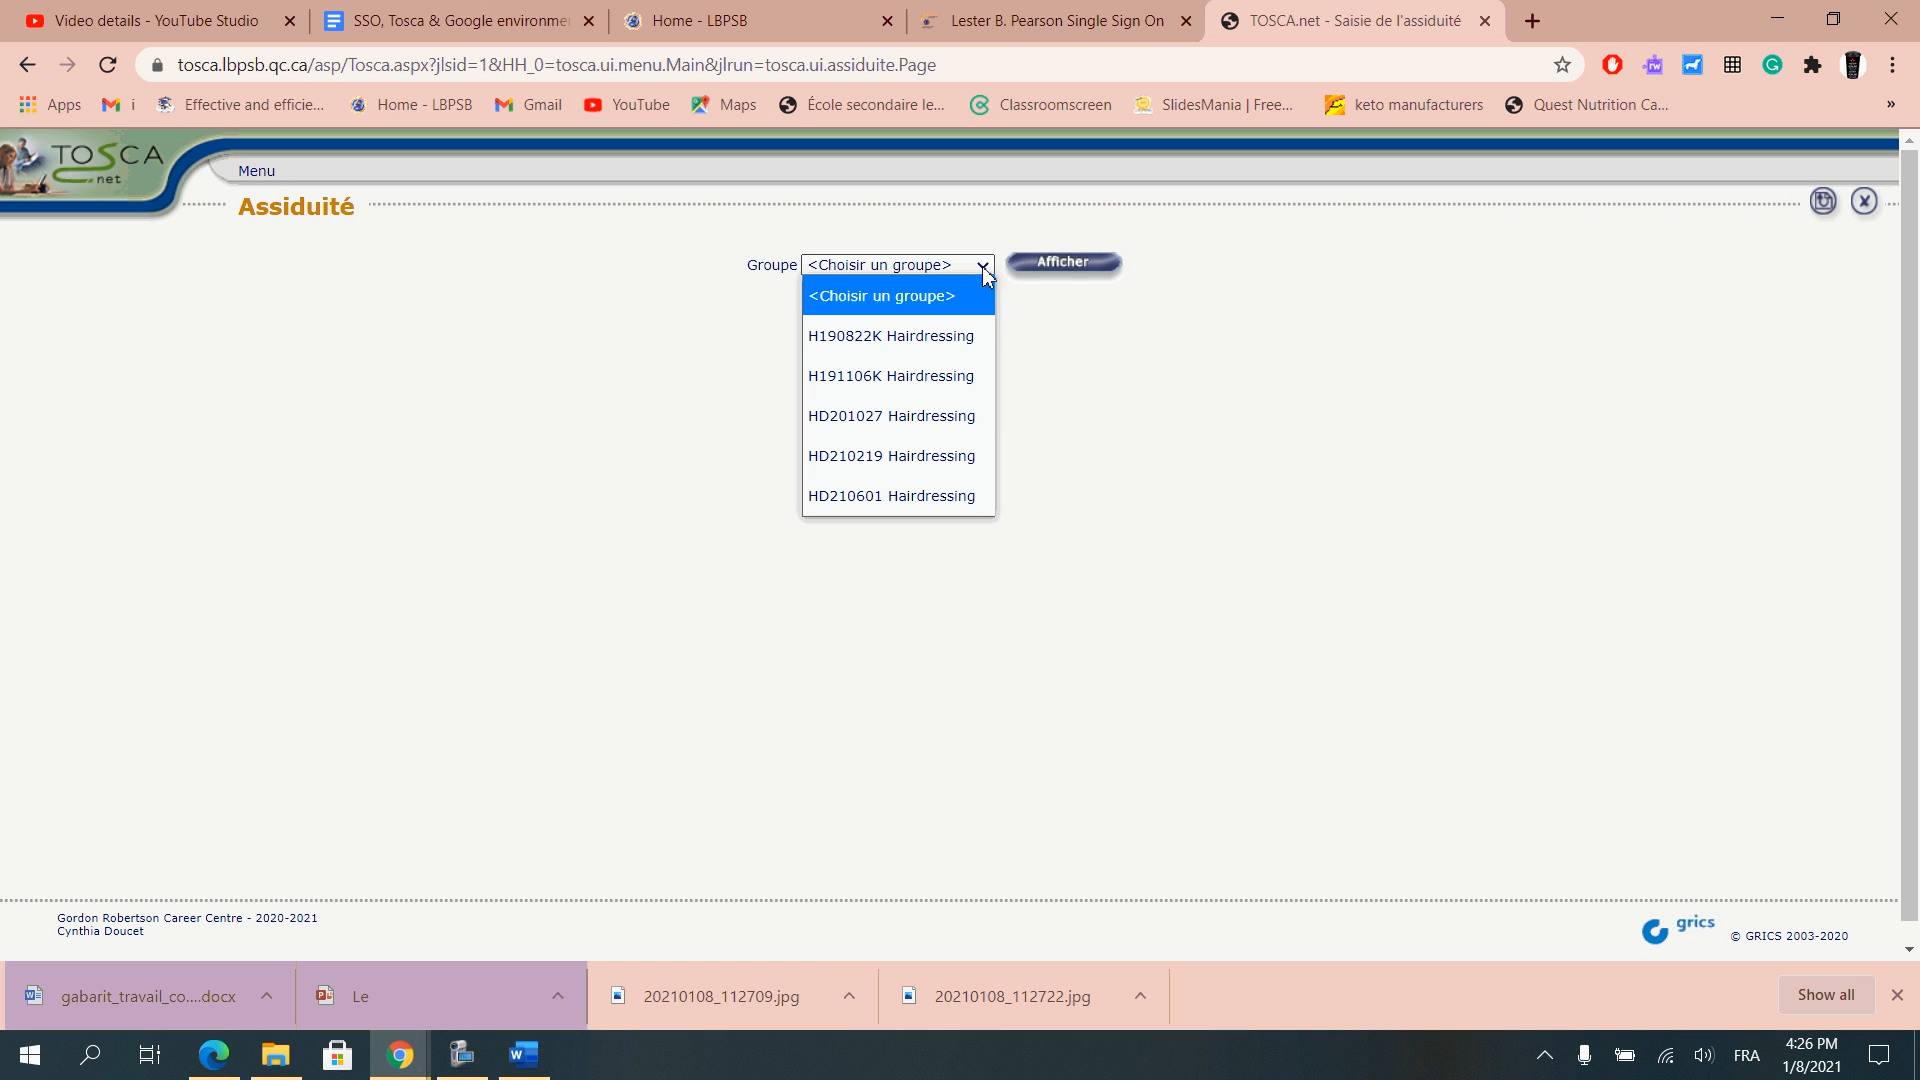 Video details - YouTube Studio
SSO, Tosca & Google environme
Home - LBPSB
Lester B. Pearson Single Sign On
TOSCA.net - Saisie de l'assiduité
tosca.lbpsb.qc.ca/asp/Tosca.aspx?jlsid=1&HH_0=tosca.ui.menu.Main&jlrun=tosca.ui.assiduite.Page
Apps
i
Effective and efficie...
Home - LBPSB
Gmail
YouTube
Maps
École secondaire le...
Classroomscreen
SlidesMania | Free...
keto manufacturers
Quest Nutrition Ca...
»
TOSCA
.net
Menu
Assiduité
Groupe <Choisir un groupe> Afficher
<Choisir un groupe>
H190822K Hairdressing
H191106K Hairdressing
HD201027 Hairdressing
HD210219 Hairdressing
HD210601 Hairdressing
Gordon Robertson Career Centre - 2020-2021
Cynthia Doucet
grics
© GRICS 2003-2020
gabarit_travail_co....docx
Le
20210108_112709.jpg
20210108_112722.jpg
Show all
FRA
4:26 PM
1/8/2021